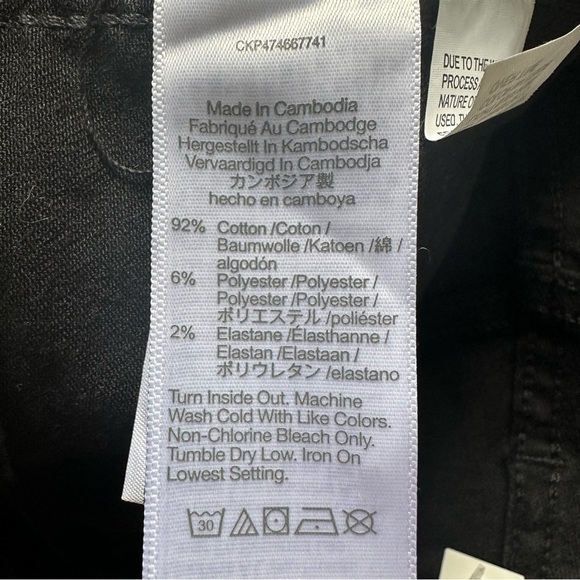 CKP474667741
Made In Cambodia
Fabriqué Au Cambodge
Hergestellt In Kambodscha
Vervaardigd In Cambodja
カンボジア製
hecho en camboya
92% Cotton /Coton /
Baumwolle /Katoen /綿 /
algodón
6% Polyester /Polyester /
Polyester /Polyester /
ポリエステル /poliéster
2% Elastane /Élasthanne /
Elastan /Elastaan /
ポリウレタン /elastano
Turn Inside Out. Machine
Wash Cold With Like Colors.
Non-Chlorine Bleach Only.
Tumble Dry Low. Iron On
Lowest Setting.
30
DUE TO THE
PROCESS
NATURE O
USED, T